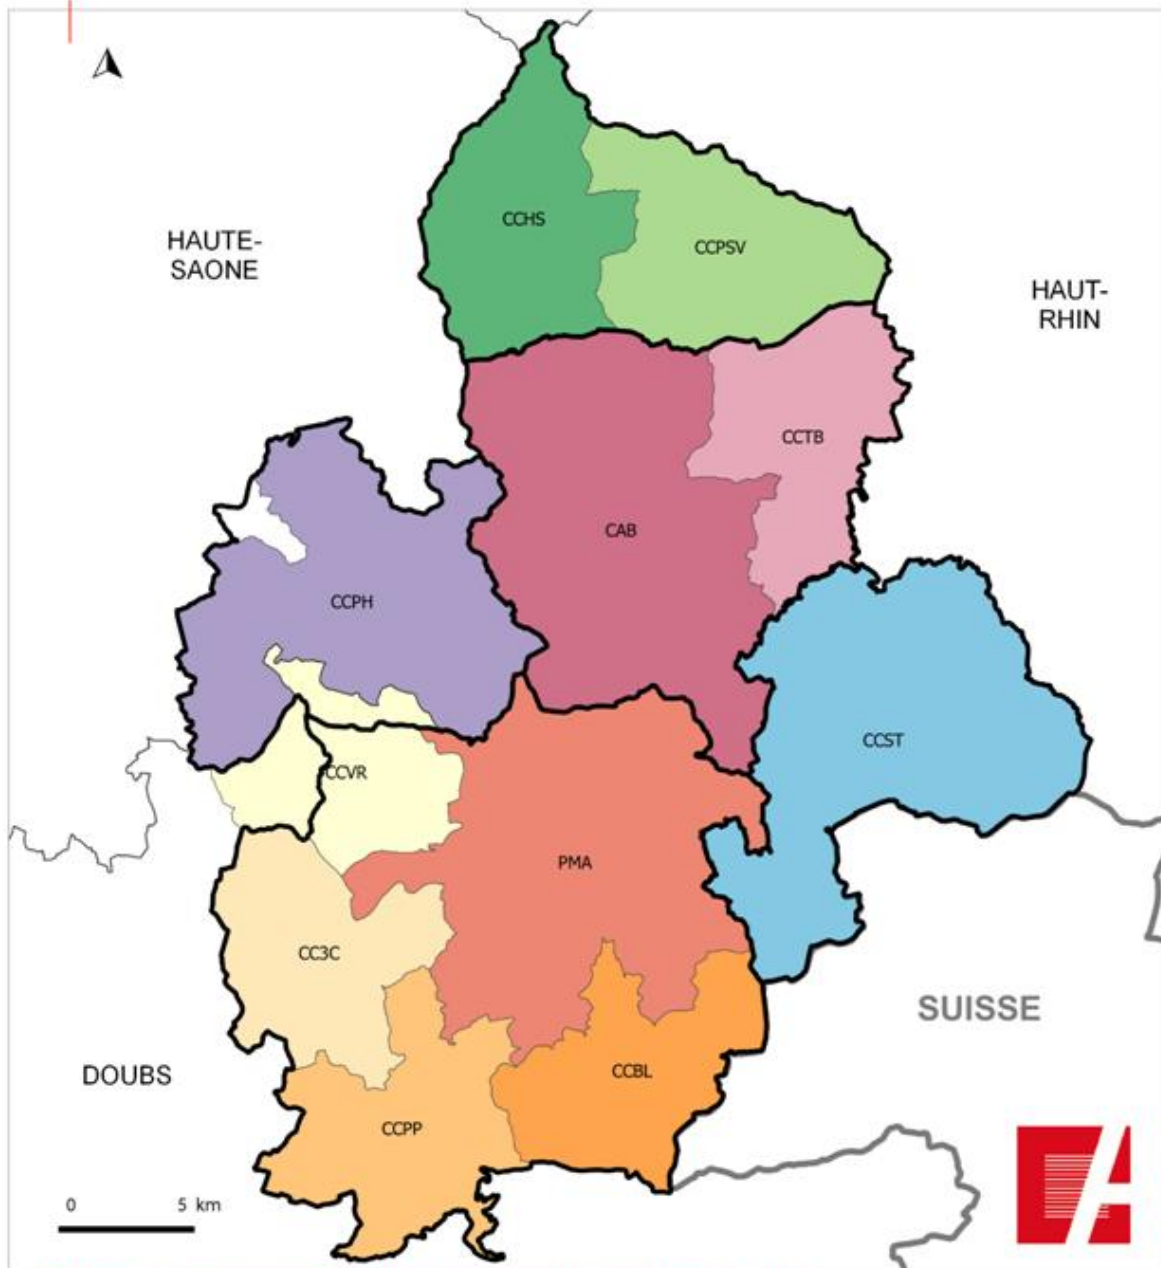 CCHS
CCPSV
HAUTE-
SAONE
HAUT-
RHIN
CCTB
CAB
CCPH
CCST
CCVR
PMA
CC3C
SUISSE
DOUBS
CCBL
CCPP
0 5 km